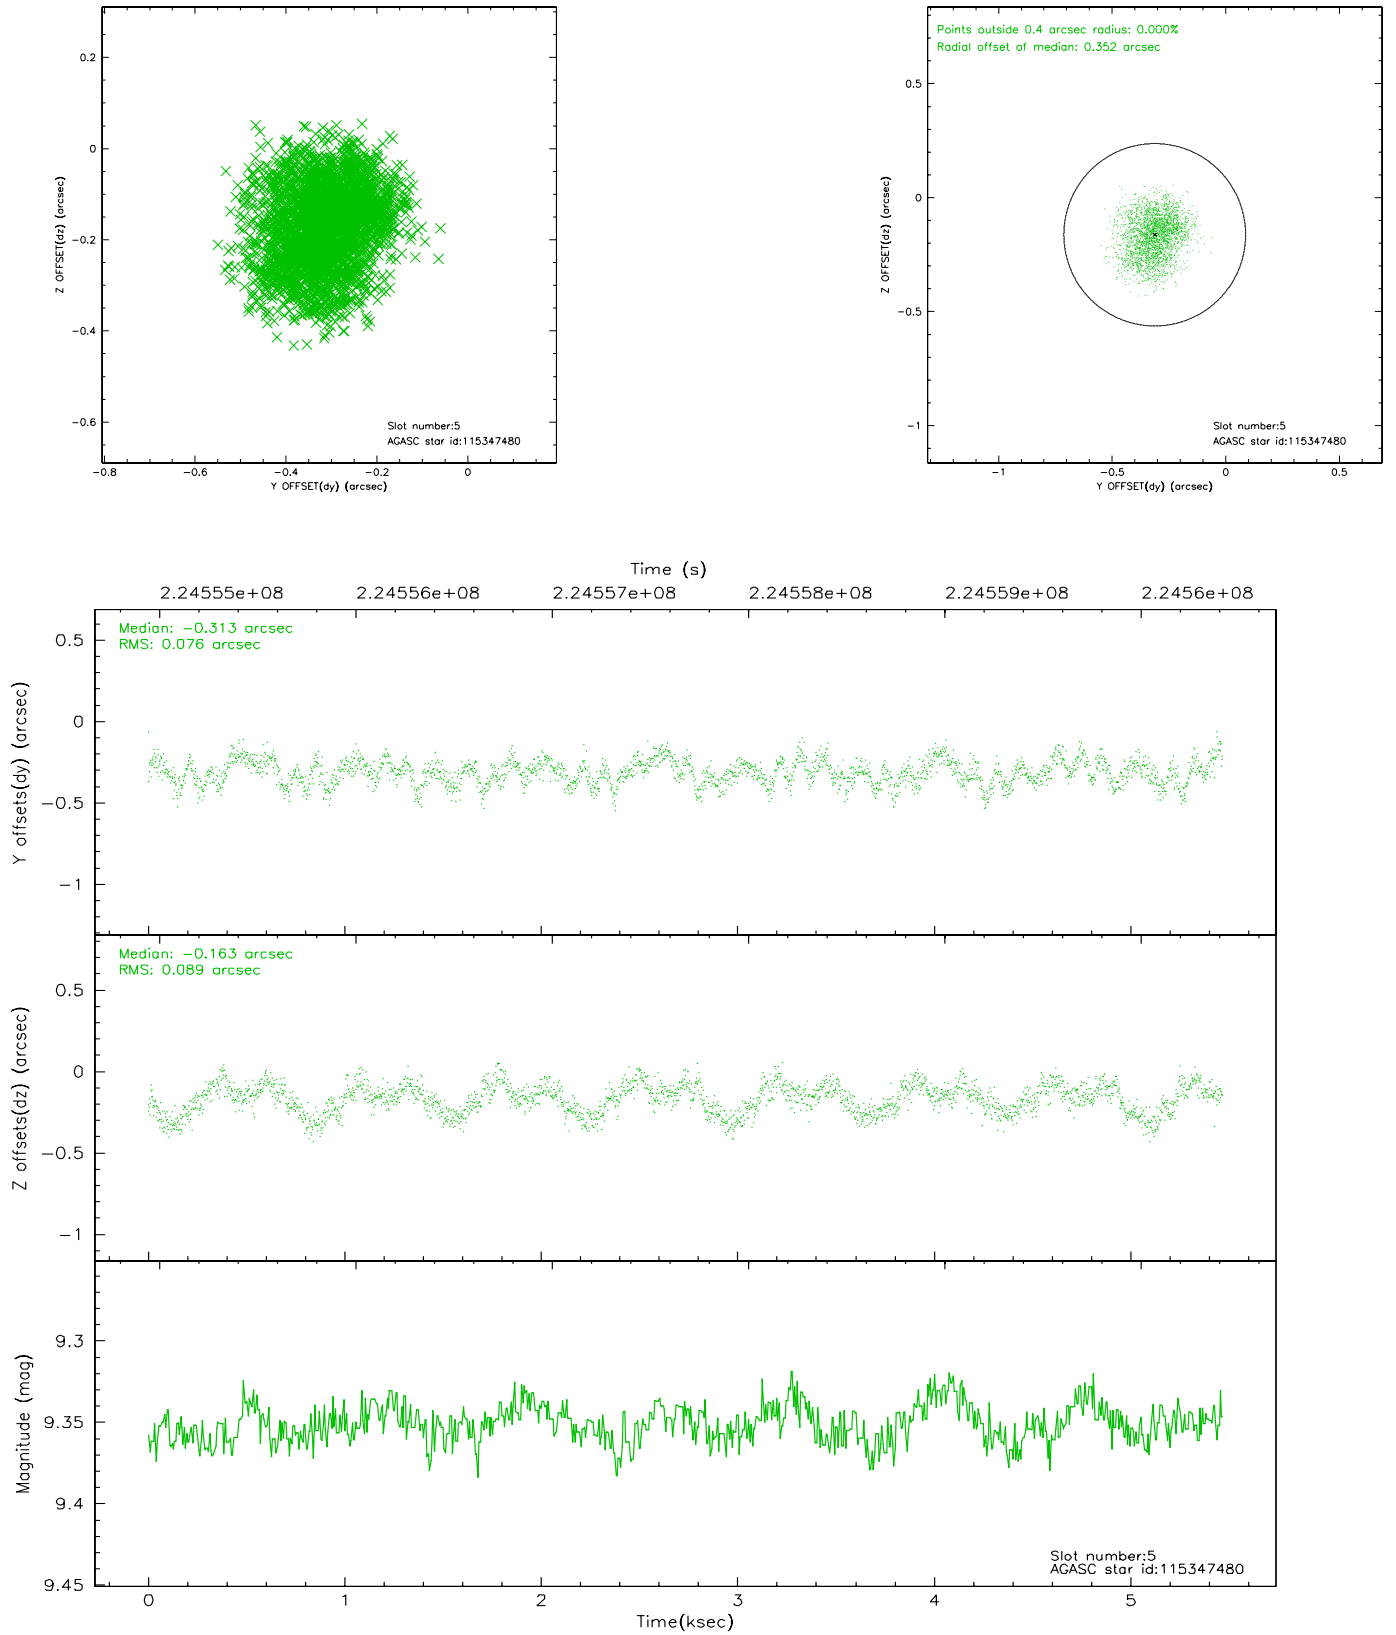 0.2
0
−0.2
−0.4
−0.6
Z OFFSET(dz) (arcsec)
Slot number:5
AGASC star id:115347480
−0.8 −0.6 −0.4 −0.2 0
Y OFFSET(dy) (arcsec)
Points outside 0.4 arcsec radius: 0.000%
Radial offset of median: 0.352 arcsec
0.5
0
−0.5
−1
Z OFFSET(dz) (arcsec)
Slot number:5
AGASC star id:115347480
−1 −0.5 0 0.5
Y OFFSET(dy) (arcsec)
Time (s)
2.24555e+08 2.24556e+08 2.24557e+08 2.24558e+08 2.24559e+08 2.2456e+08
Median: −0.313 arcsec
RMS: 0.076 arcsec
0.5
0
−0.5
−1
Y offsets(dy) (arcsec)
Median: −0.163 arcsec
RMS: 0.089 arcsec
0.5
0
−0.5
−1
Z offsets(dz) (arcsec)
9.3
9.35
9.4
9.45
Magnitude (mag)
Slot number:5
AGASC star id:115347480
0 1 2 3 4 5
Time(ksec)